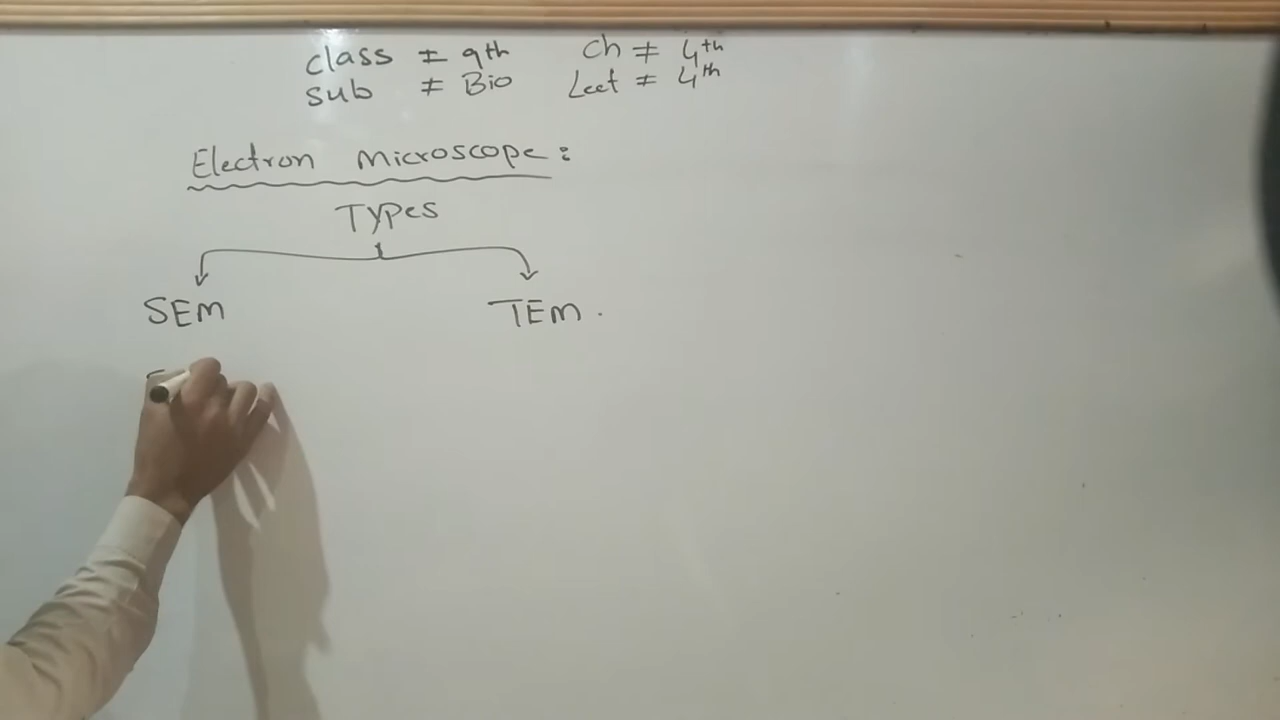 class ≠ 9th Ch ≠ 4th
Sub ≠ Bio Lect ≠ 4th
Electron Microscope :
Types
SEM TEM .